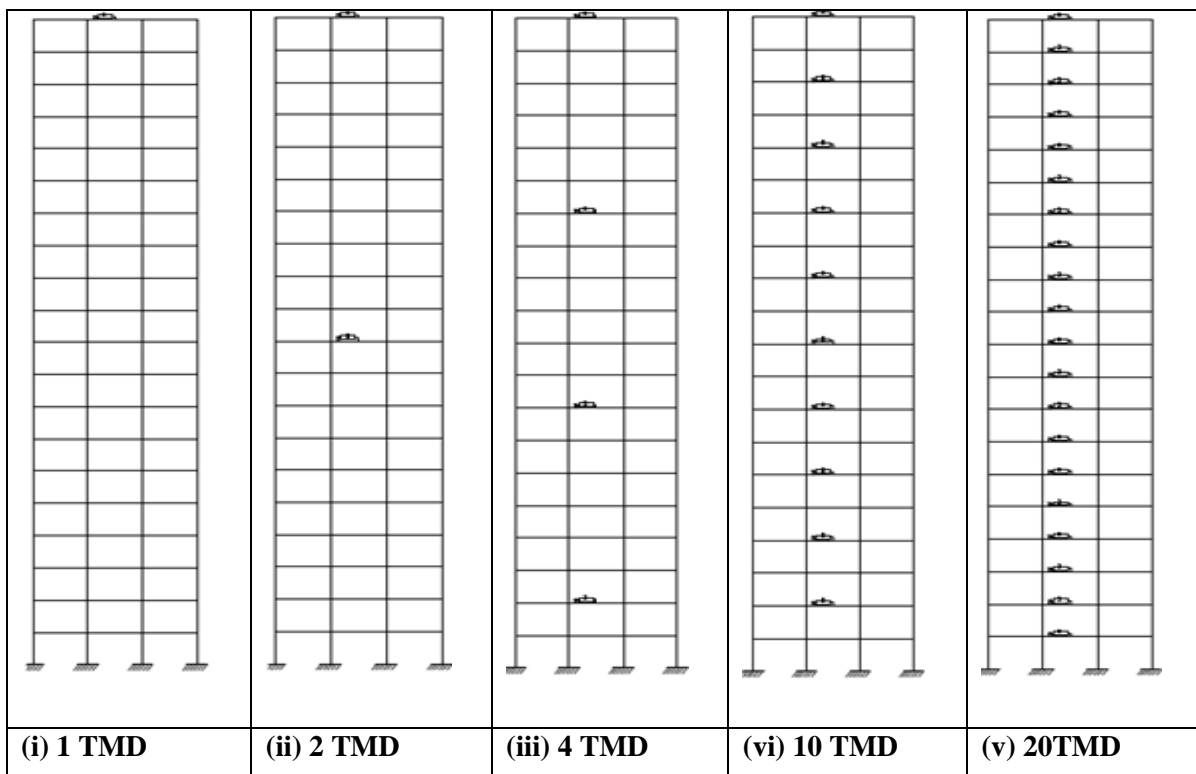 (i) 1 TMD
(ii) 2 TMD
(iii) 4 TMD
(vi) 10 TMD
(v) 20TMD